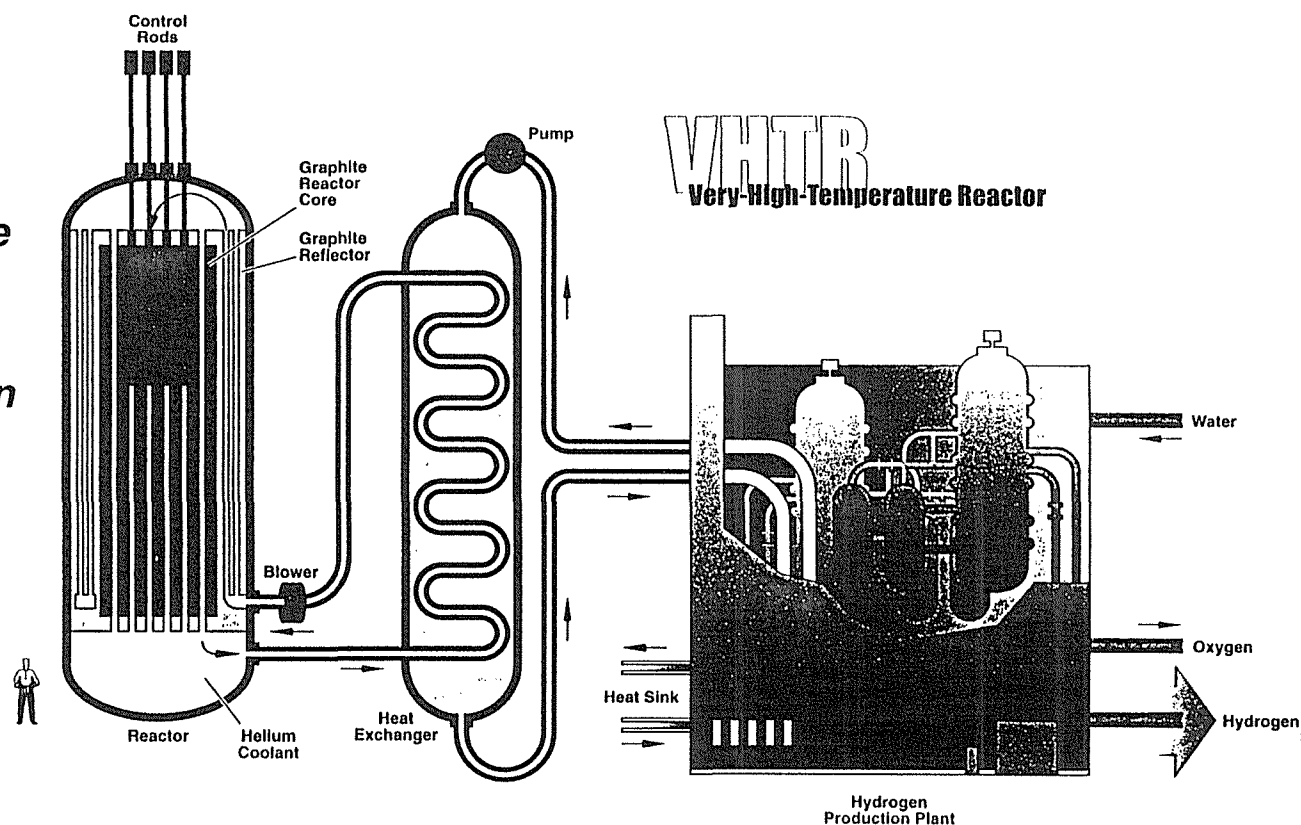 Control
Rods
Pump
VHTR
Very-High-Temperature Reactor
Graphite
Reactor
Core
Graphite
Reflector
e
n
Water
Blower
Oxygen
Heat Sink
Hydrogen
Reactor
Helium
Coolant
Heat
Exchanger
Hydrogen
Production Plant